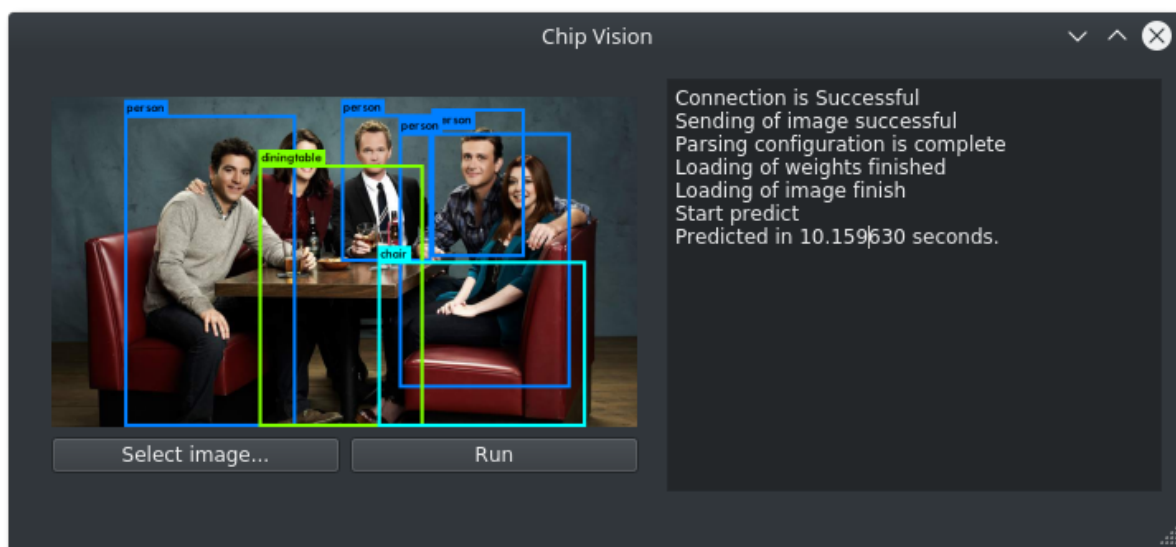 Chip Vision
person
person
person
erson
diningtable
chair
Select image...
Run
Connection is Successful
Sending of image successful
Parsing configuration is complete
Loading of weights finished
Loading of image finish
Start predict
Predicted in 10.159630 seconds.